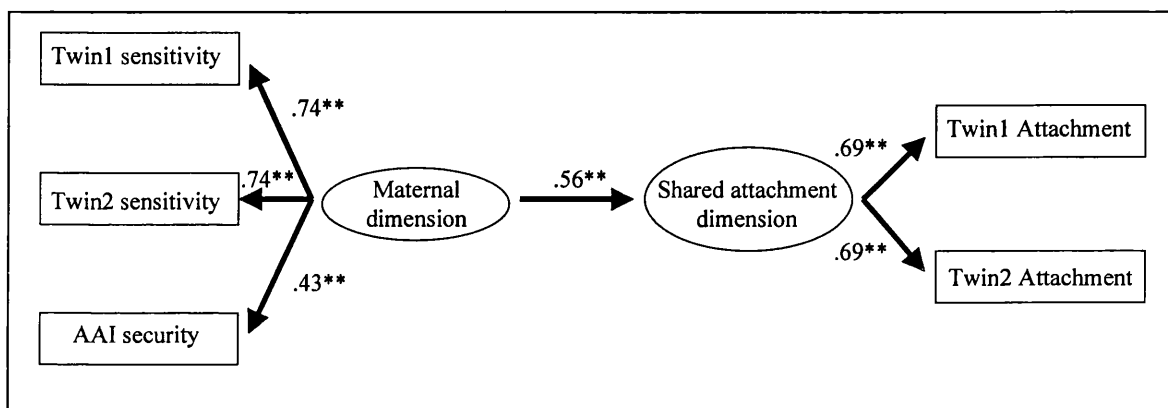 Twin1 sensitivity
.74**
Twin2 sensitivity
.74**
AAI security
.43**
Maternal
dimension
.56**
Shared attachment
dimension
.69**
Twin1 Attachment
.69**
Twin2 Attachment